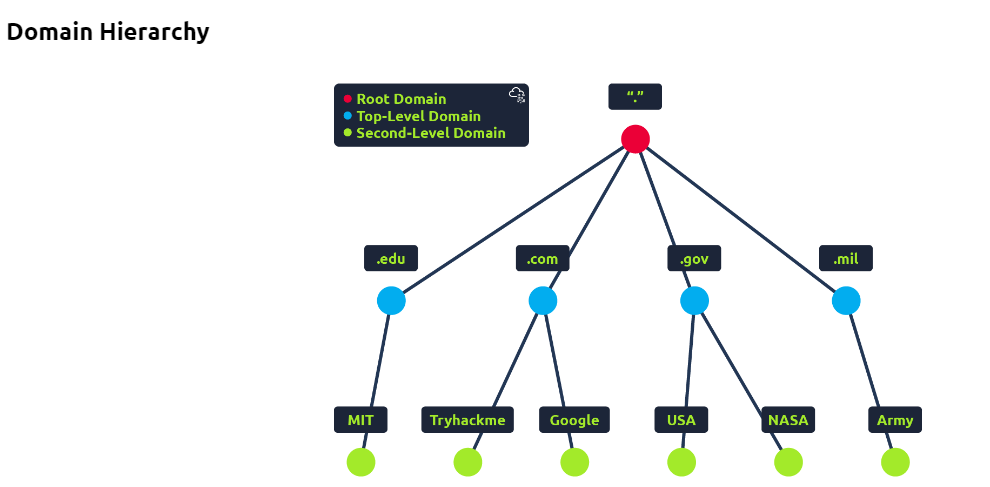 Domain Hierarchy
Root Domain
Top-Level Domain
Second-Level Domain
“.”
.edu
.com
.gov
.mil
MIT
Tryhackme
Google
USA
NASA
Army